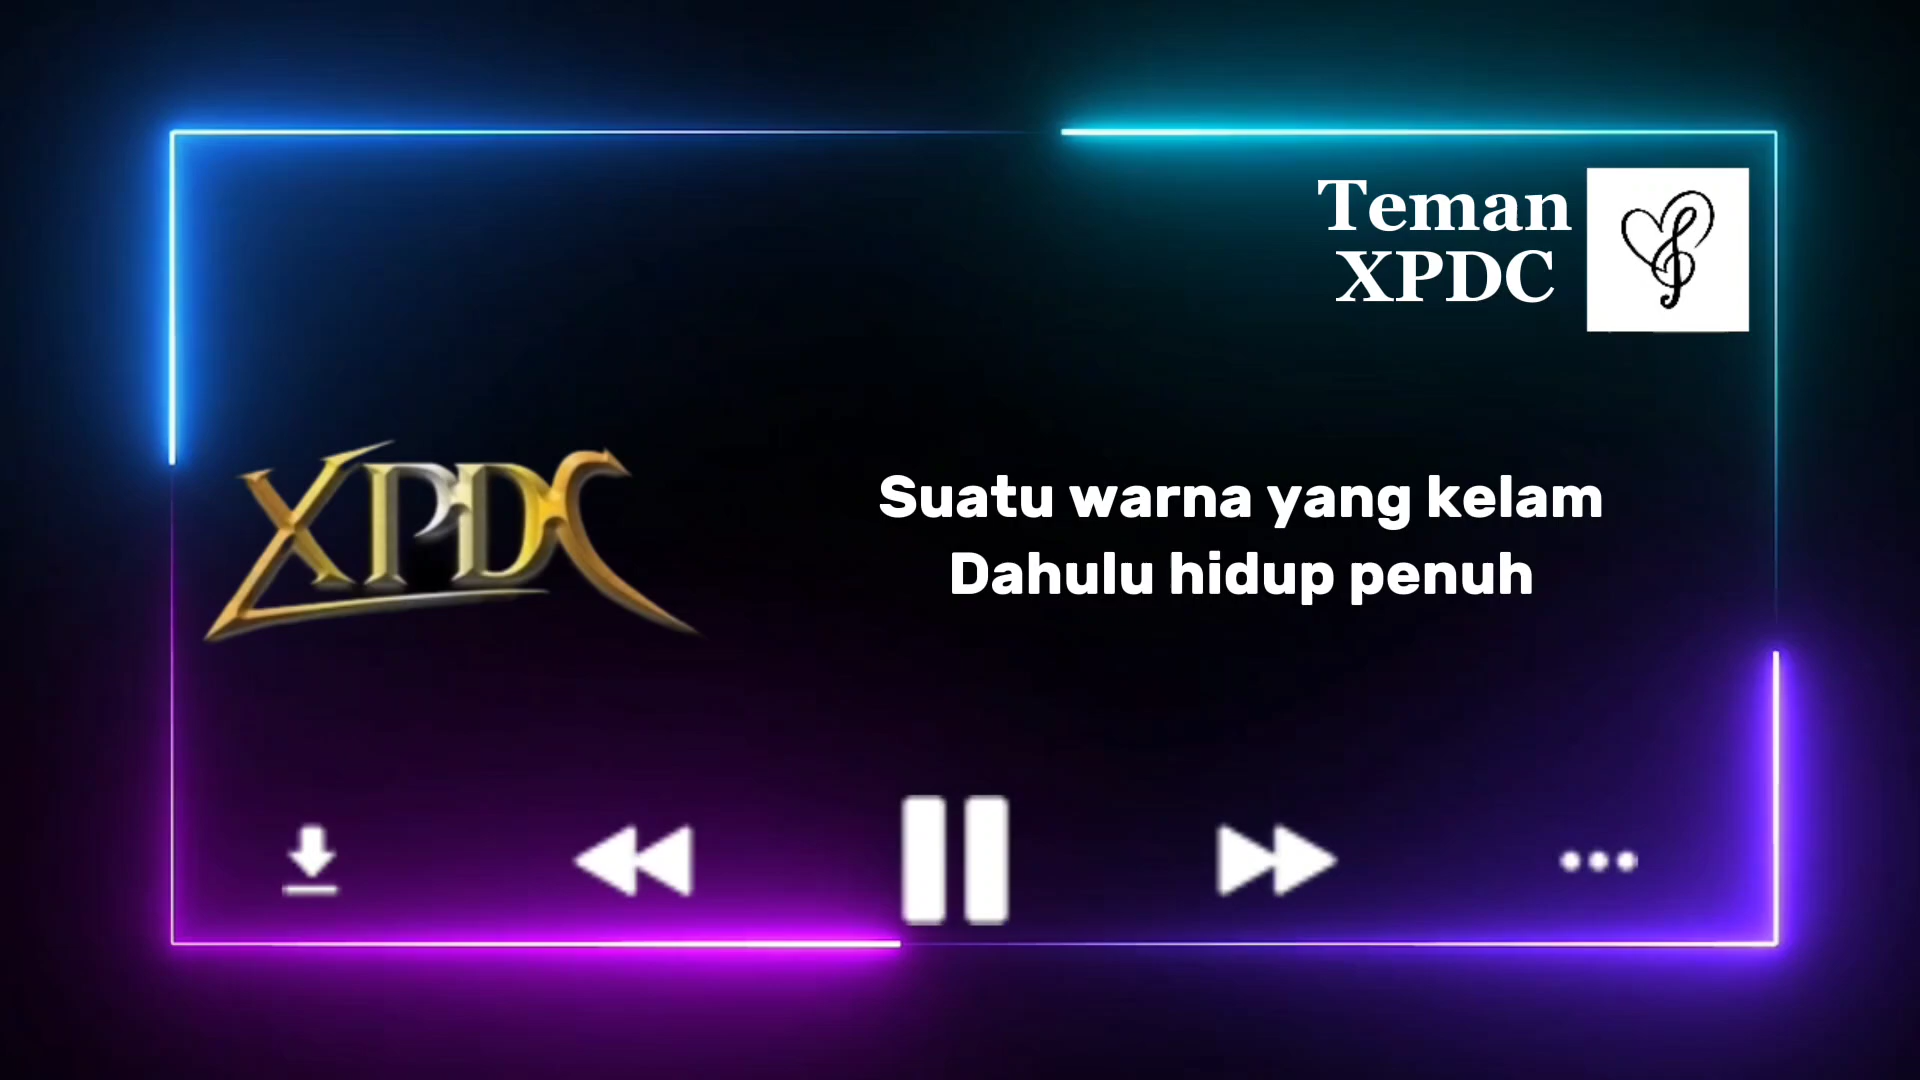 Teman
XPDC
XPDC
Suatu warna yang kelam
Dahulu hidup penuh